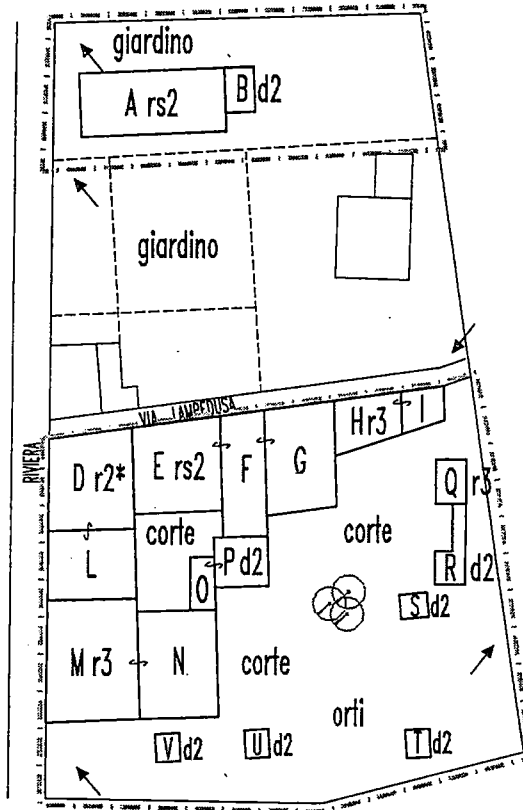 giardino
A rs2
B d2
giardino
VIA LAMPEDUSA
RIVIERA
D r2*
E rs2
F
G
H r3
I
L
corte
O
P d2
corte
Q r3
R d2
S d2
M r3
N
corte
orti
V d2
U d2
T d2